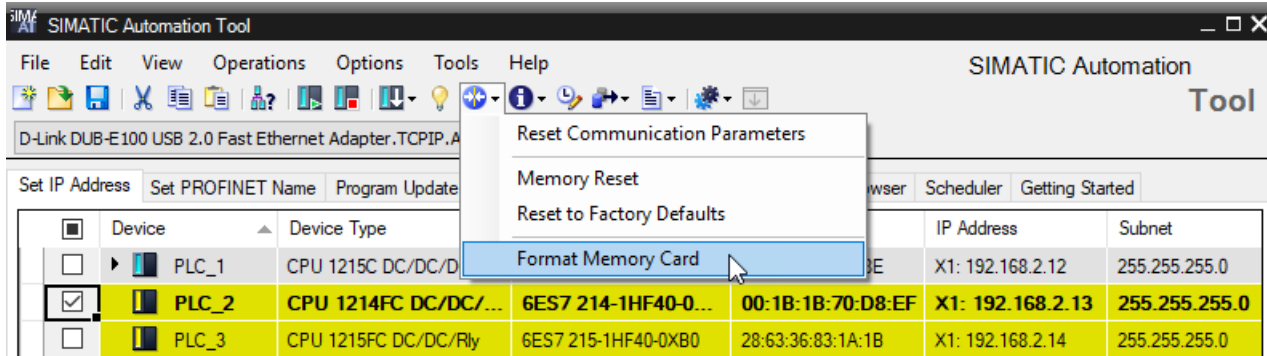 SIMATIC Automation Tool
File Edit View Operations Options Tools Help
SIMATIC Automation
Tool
D-Link DUB-E100 USB 2.0 Fast Ethernet Adapter.TCPIP.A
Reset Communication Parameters
Memory Reset
Reset to Factory Defaults
Format Memory Card
Set IP Address Set PROFINET Name Program Update wser Scheduler Getting Started
Device Device Type IP Address Subnet
PLC_1 CPU 1215C DC/DC/D 3E X1: 192.168.2.12 255.255.255.0
PLC_2 CPU 1214FC DC/DC/... 6ES7 214-1HF40-0... 00:1B:1B:70:D8:EF X1: 192.168.2.13 255.255.255.0
PLC_3 CPU 1215FC DC/DC/Rly 6ES7 215-1HF40-0XB0 28:63:36:83:1A:1B X1: 192.168.2.14 255.255.255.0